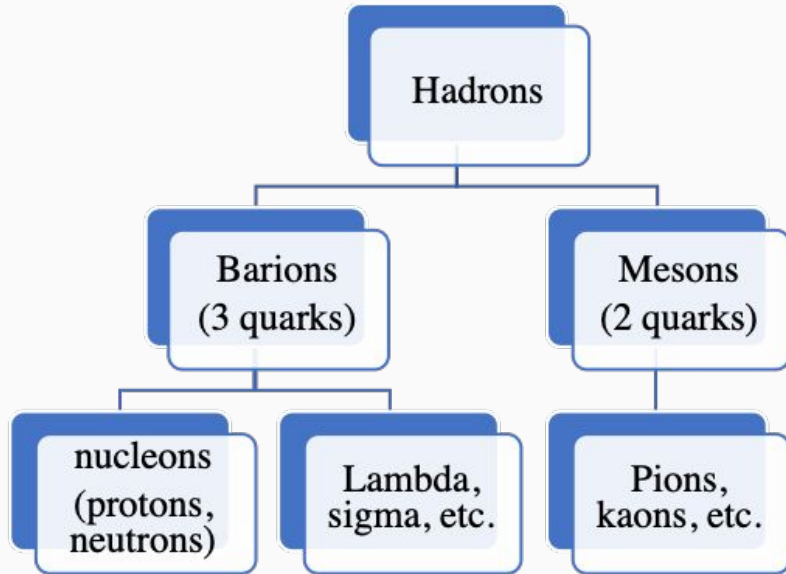 Hadrons
Barions
(3 quarks)
Mesons
(2 quarks)
nucleons
(protons,
neutrons)
Lambda,
sigma, etc.
Pions,
kaons, etc.